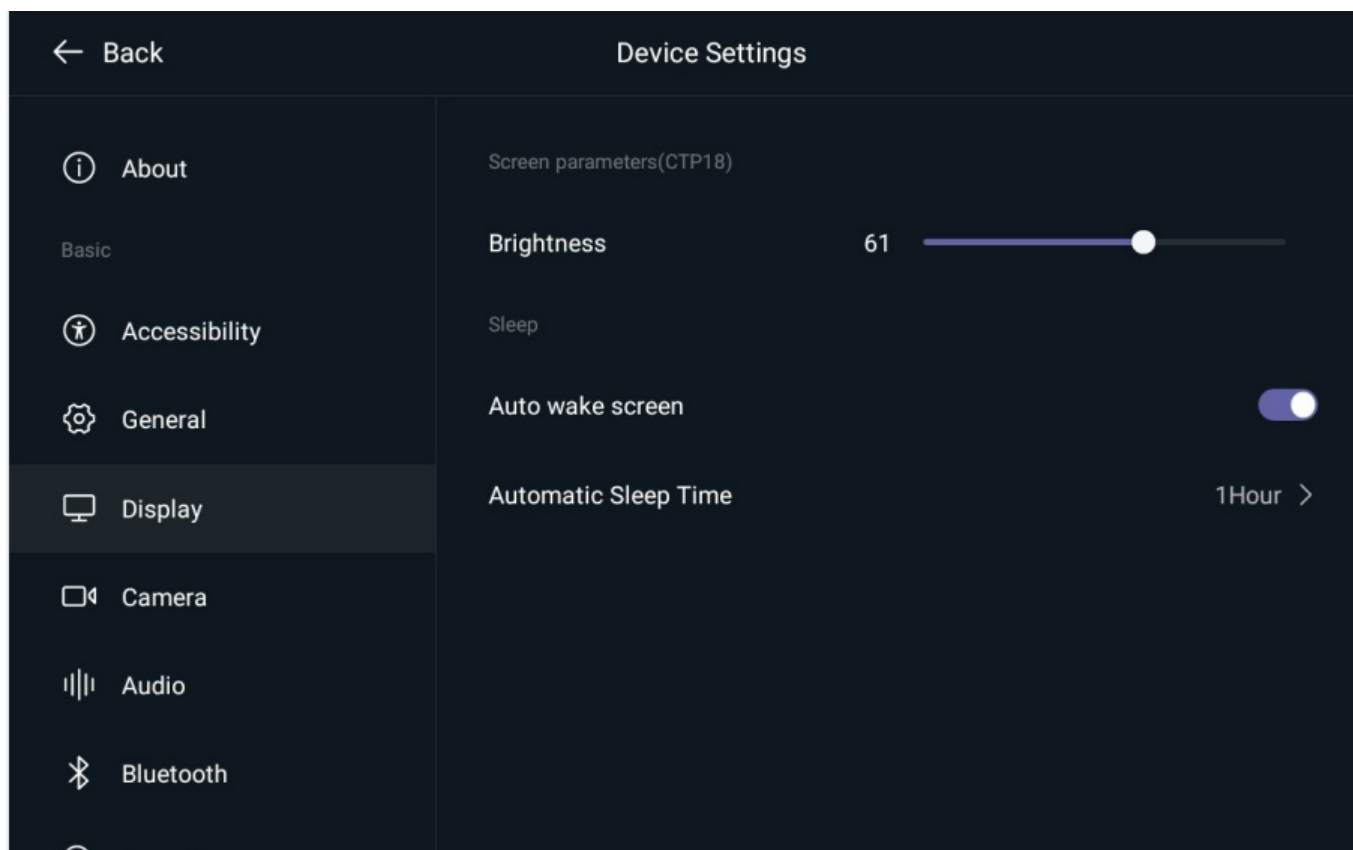 Back
Device Settings
About
Basic
Accessibility
General
Display
Camera
Audio
Bluetooth
Screen parameters(CTP18)
Brightness 61
Sleep
Auto wake screen
Automatic Sleep Time 1Hour